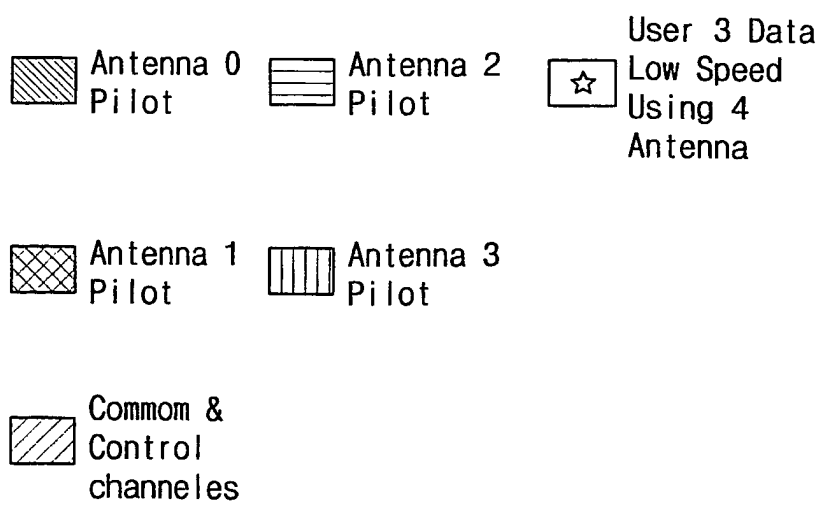 Antenna 0
Pilot
Antenna 2
Pilot
User 3 Data
Low Speed
Using 4
Antenna
Antenna 1
Pilot
Antenna 3
Pilot
Commom &
Control
channeles